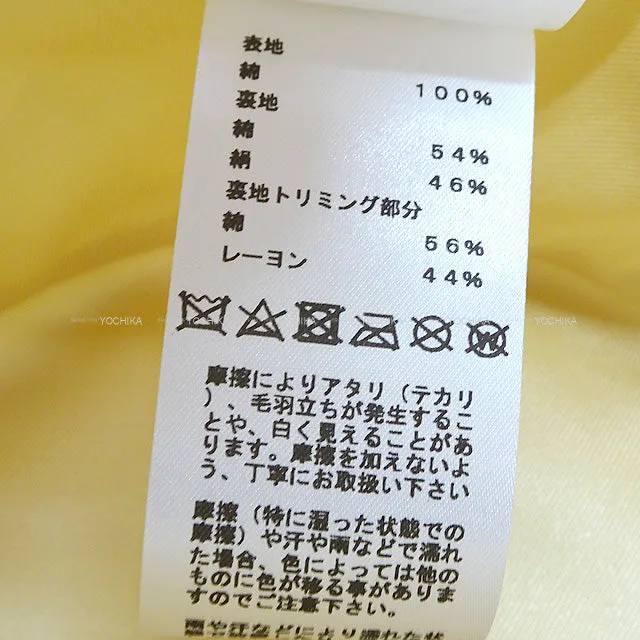 表地
綿 100%
裏地
綿 54%
絹 46%
裏地トリミング部分
綿 56%
レーヨン 44%
摩擦によりアタリ（テカリ
）、毛羽立ちが発生するこ
とや、白く見えることがあ
ります。摩擦を加えないよ
う、丁寧にお取扱い下さい
摩擦（特に湿った状態での
摩擦）や汗や雨などで濡れ
た場合、色によっては他の
ものに色が移る事がありま
すのでご注意下さい。
YOCHIKA
YOCHIKA